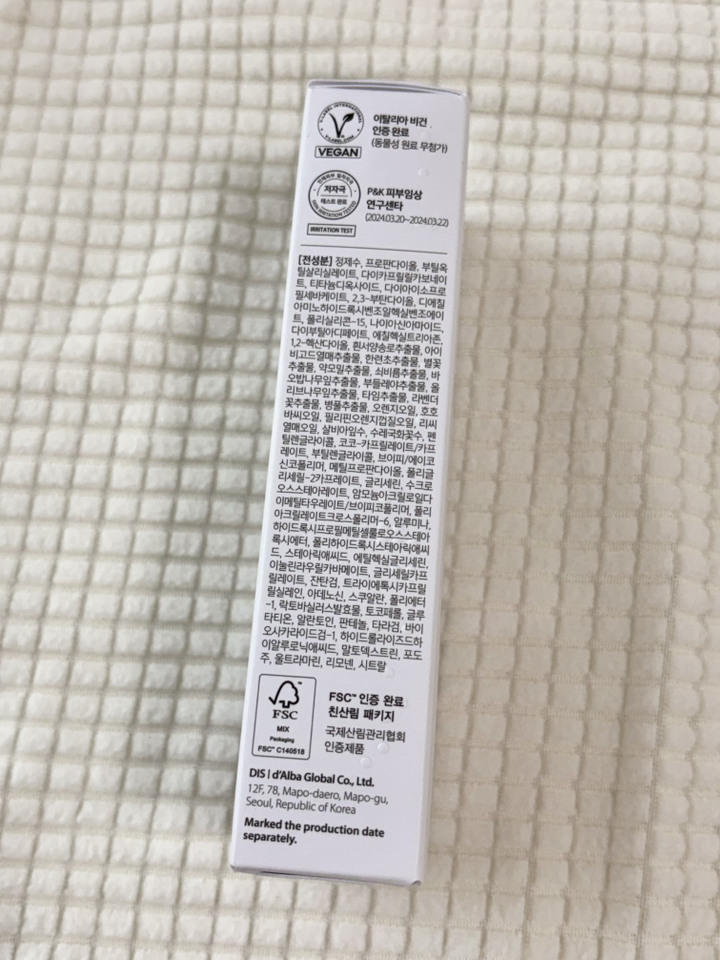 V-LABEL INTERNATIONAL
V-LABEL.COM
VEGAN
이탈리아 비건
인증 완료
(동물성 원료 무첨가)
인체피부 일차자극
저자극
테스트 완료
SKIN IRRITATION TESTED
IRRITATION TEST
P&K 피부임상
연구센타
(2024.03.20~2024.03.22)
[전성분] 정제수, 프로판다이올, 부틸옥
틸살리실레이트, 다이카프릴릴카보네이
트, 티타늄디옥사이드, 다이아이소프로
필세바케이트, 2,3-부탄다이올, 디에칠
아미노하이드록시벤조일헥실벤조에이
트, 폴리실리콘-15, 나이아신아마이드,
다이부틸아디페이트, 에칠헥실트리아존,
1,2-헥산다이올, 흰서양송로추출물, 아이
비고드열매추출물, 한련초추출물, 별꽃
추출물, 약모밀추출물, 쇠비름추출물, 바
오밥나무잎추출물, 부들레야추출물, 올
리브나무잎추출물, 타임추출물, 라벤더
꽃추출물, 병풀추출물, 오렌지오일, 호호
바씨오일, 필리핀오렌지껍질오일, 리씨
열매오일, 살비아잎수, 수레국화꽃수, 펜
틸렌글라이콜, 코코-카프릴레이트/카프
레이트, 부틸렌글라이콜, 브이피/에이코
신코폴리머, 메틸프로판다이올, 폴리글
리세릴-2카프레이트, 글리세린, 수크로
오스스테아레이트, 암모늄아크릴로일다
이메틸타우레이트/브이피코폴리머, 폴리
아크릴레이트크로스폴리머-6, 알루미나,
하이드록시프로필메틸셀룰로오스스테아
록시에터, 폴리하이드록시스테아릭애씨
드, 스테아릭애씨드, 에틸헥실글리세린,
이눌린라우릴카바메이트, 글리세릴카프
릴레이트, 잔탄검, 트라이에톡시카프릴
릴실레인, 아데노신, 스쿠알란, 폴리에터
-1, 락토바실러스발효물, 토코페롤, 글루
타티온, 알란토인, 판테놀, 타라검, 바이
오사카라이드검-1, 하이드롤라이즈드하
이알루로닉애씨드, 말토덱스트린, 포도
주, 울트라마린, 리모넨, 시트랄
FSC
MIX
Packaging
FSC™ C140518
FSC™ 인증 완료
친산림 패키지
국제산림관리협회
인증제품
DIS | d'Alba Global Co., Ltd.
12F, 78, Mapo-daero, Mapo-gu,
Seoul, Republic of Korea
Marked the production date
separately.